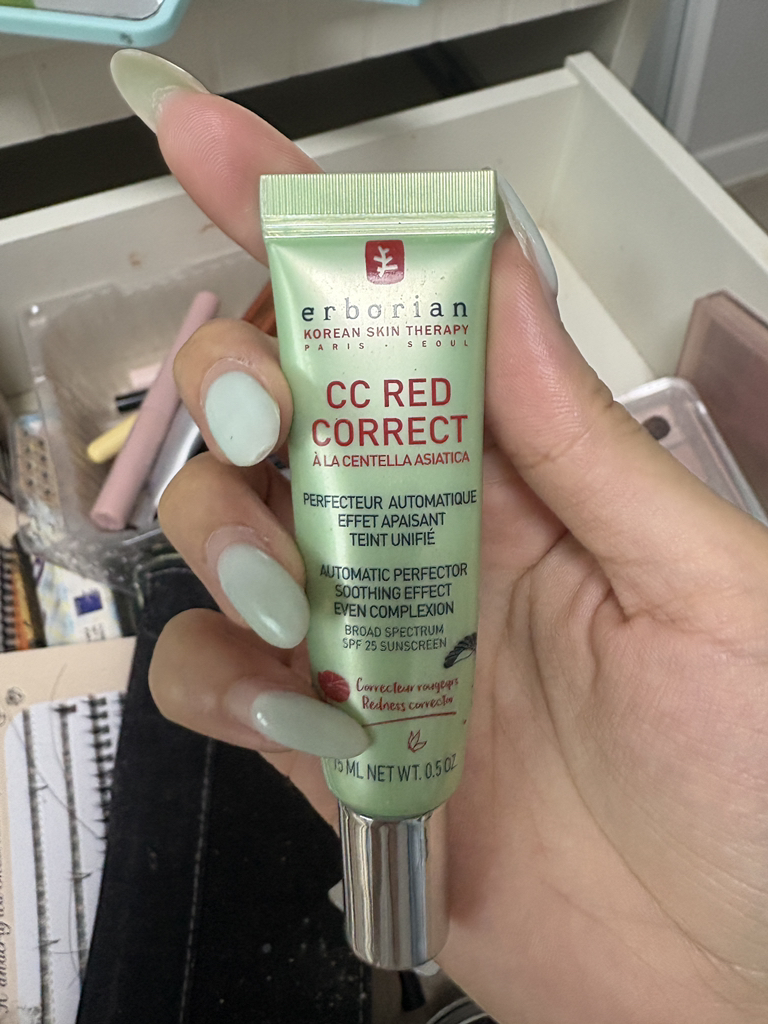 erborian
KOREAN SKIN THERAPY
PARIS · SEOUL
CC RED
CORRECT
À LA CENTELLA ASIATICA
PERFECTEUR AUTOMATIQUE
EFFET APAISANT
TEINT UNIFIÉ
AUTOMATIC PERFECTOR
SOOTHING EFFECT
EVEN COMPLEXION
BROAD SPECTRUM
SPF 25 SUNSCREEN
Correcteur rougeurs
Redness corrector
15 ML NET WT. 0.5 OZ.